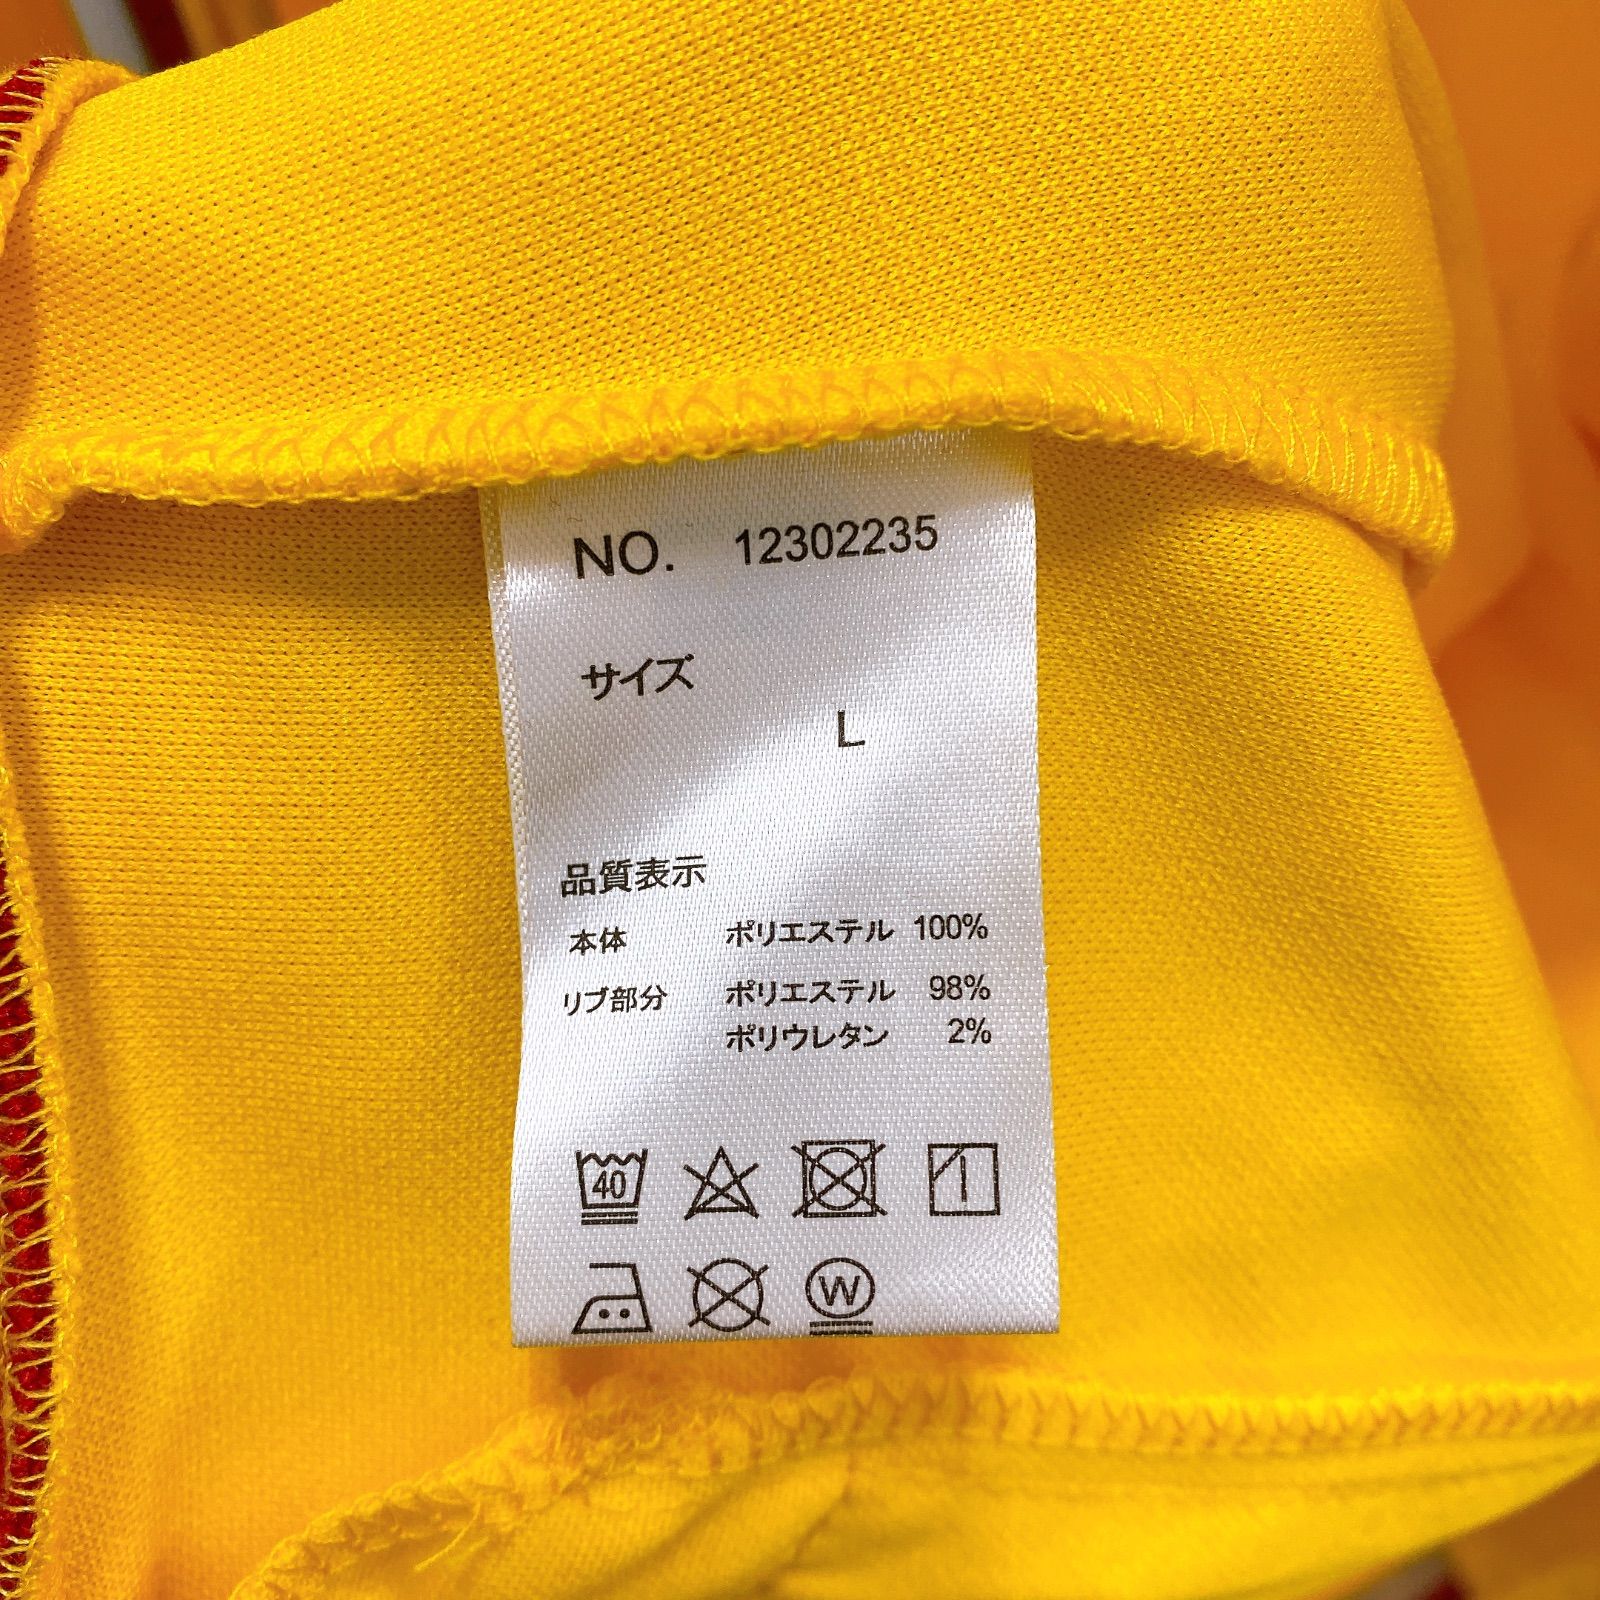 NO. 12302235
サイズ
L
品質表示
本体 ポリエステル 100%
リブ部分 ポリエステル 98%
ポリウレタン 2%
40
W